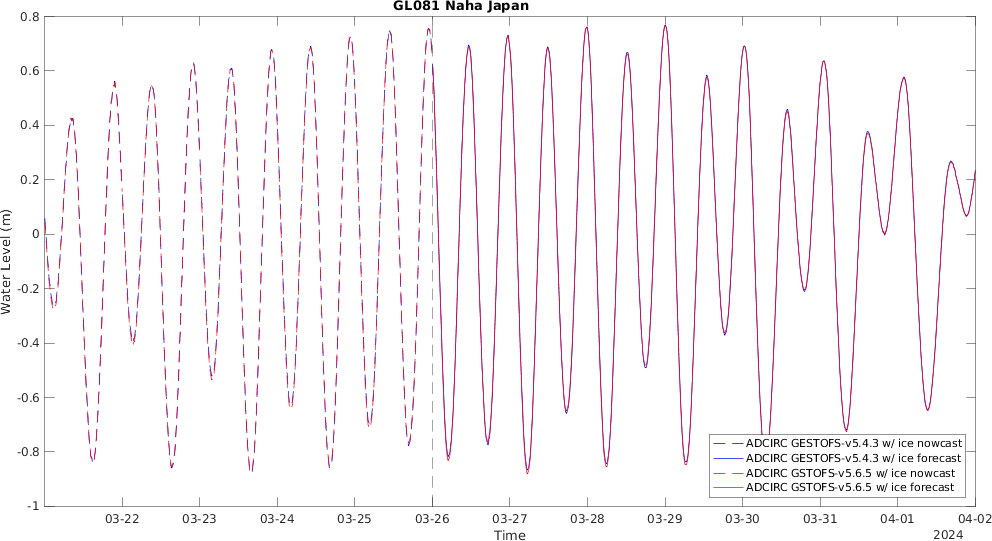 GL081 Naha Japan
0.8
0.6
0.4
0.2
0
-0.2
-0.4
-0.6
-0.8
-1
Water Level (m)
ADCIRC GESTOFS-v5.4.3 w/ ice nowcast
ADCIRC GESTOFS-v5.4.3 w/ ice forecast
ADCIRC GSTOFS-v5.6.5 w/ ice nowcast
ADCIRC GSTOFS-v5.6.5 w/ ice forecast
03-22 03-23 03-24 03-25 03-26 03-27 03-28 03-29 03-30 03-31 04-01 04-02
Time
2024